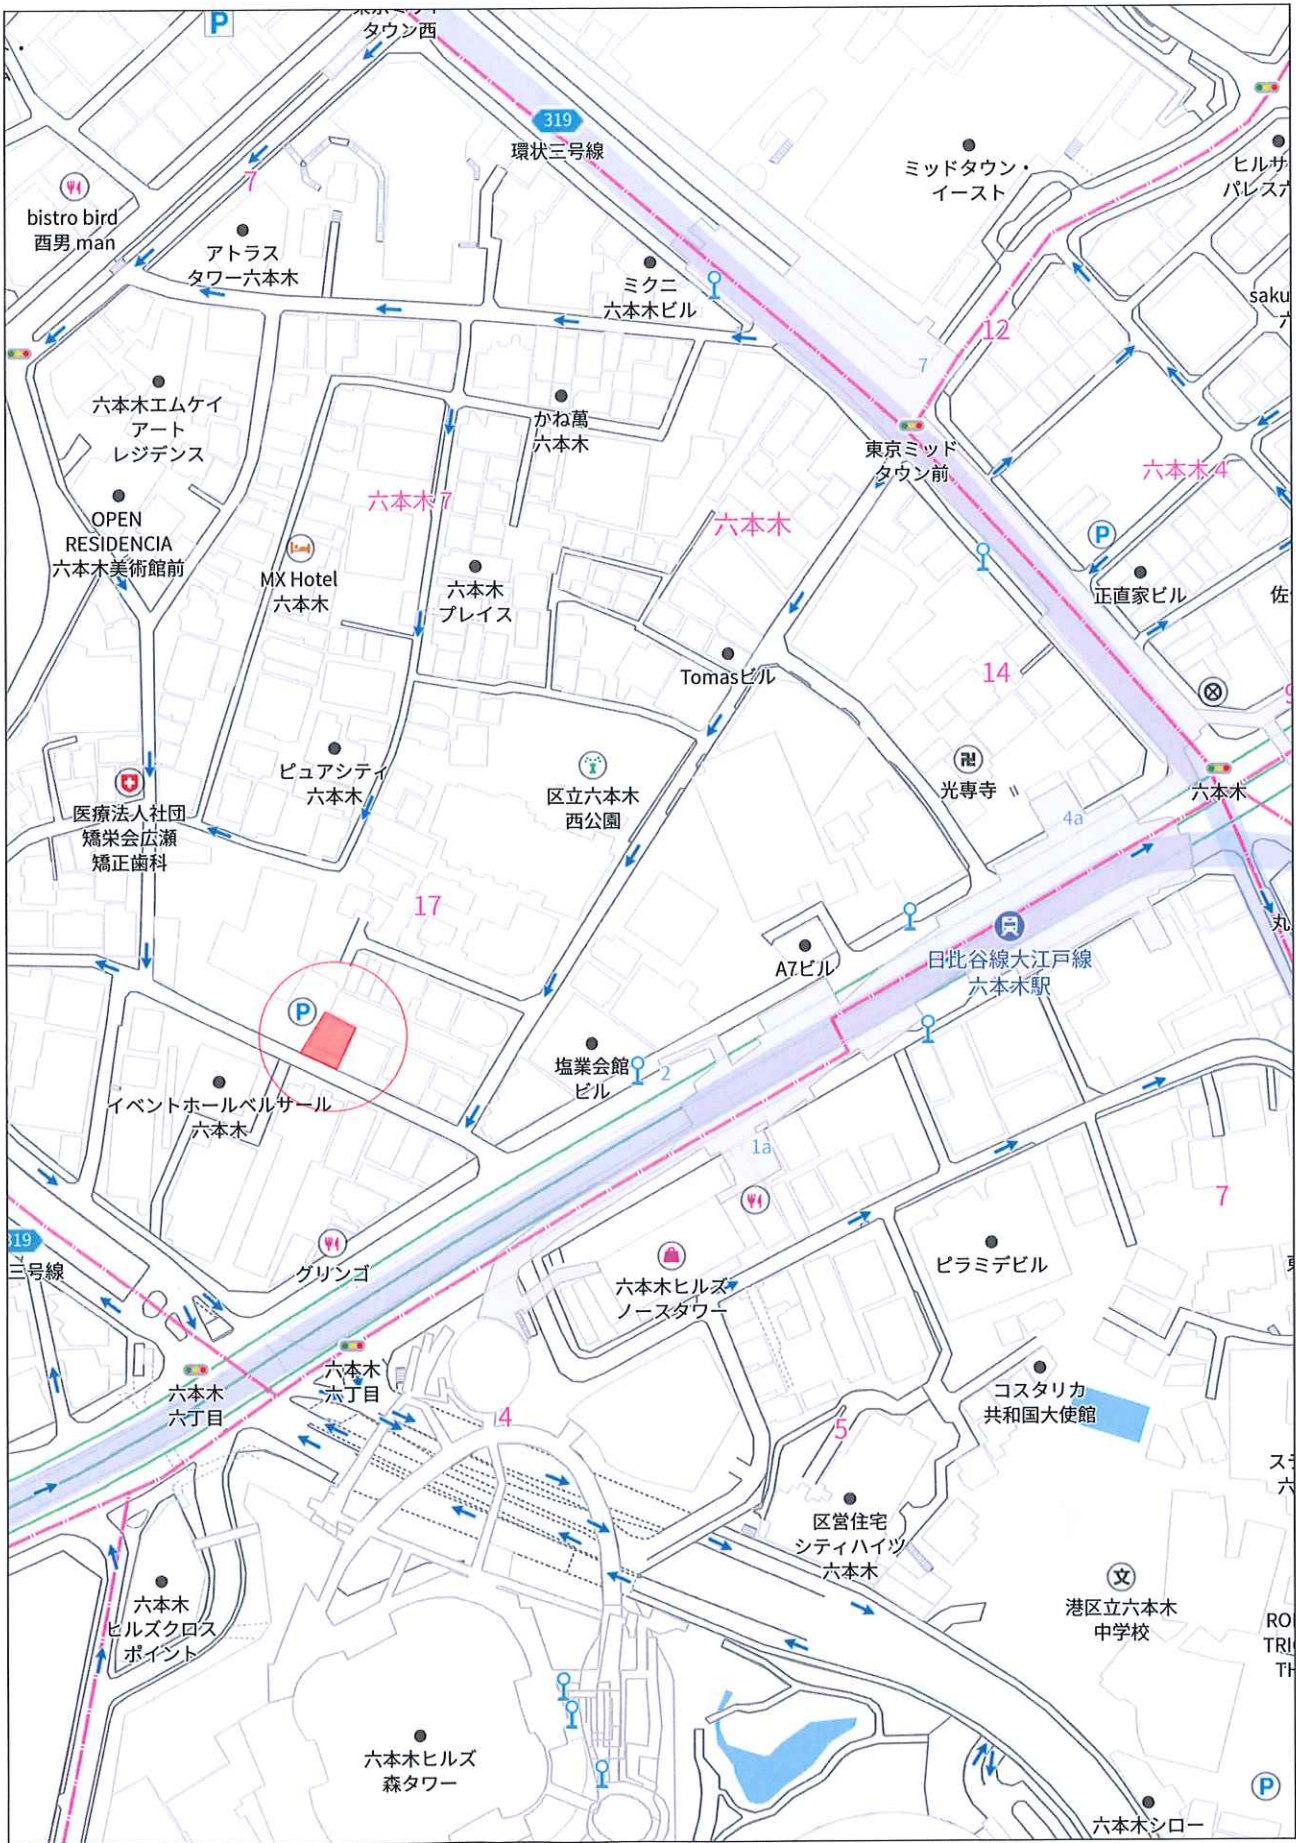 P
タウン西
319
環状三号線
ミッドタウン・
イースト
ヒルサ
パレス六
7
bistro bird
酉男 man
アトラス
タワー六本木
ミクニ
六本木ビル
12
saku
7
六本木エムケイ
アート
レジデンス
かね萬
六本木
東京ミッド
タウン前
六本木 4
六本木 7
六本木
OPEN
RESIDENCIA
六本木美術館前
P
MX Hotel
六本木
六本木
プレイス
正直家ビル
佐
Tomasビル
14
ピュアシティ
六本木
区立六本木
西公園
光専寺
六本木
4a
医療法人社団
矯栄会広瀬
矯正歯科
17
丸
A7ビル
日比谷線大江戸線
六本木駅
P
塩業会館
ビル
2
イベントホールベルサール
六本木
1a
7
319
三号線
グリンゴ
六本木ヒルズ
ノースタワー
ピラミデビル
六本木
六丁目
六本木
六丁目
コスタリカ
共和国大使館
4
5
区営住宅
シティハイツ
六本木
文
港区立六本木
中学校
六本木
ヒルズクロス
ポイント
RO
TRI
TH
六本木ヒルズ
森タワー
P
六本木シロー